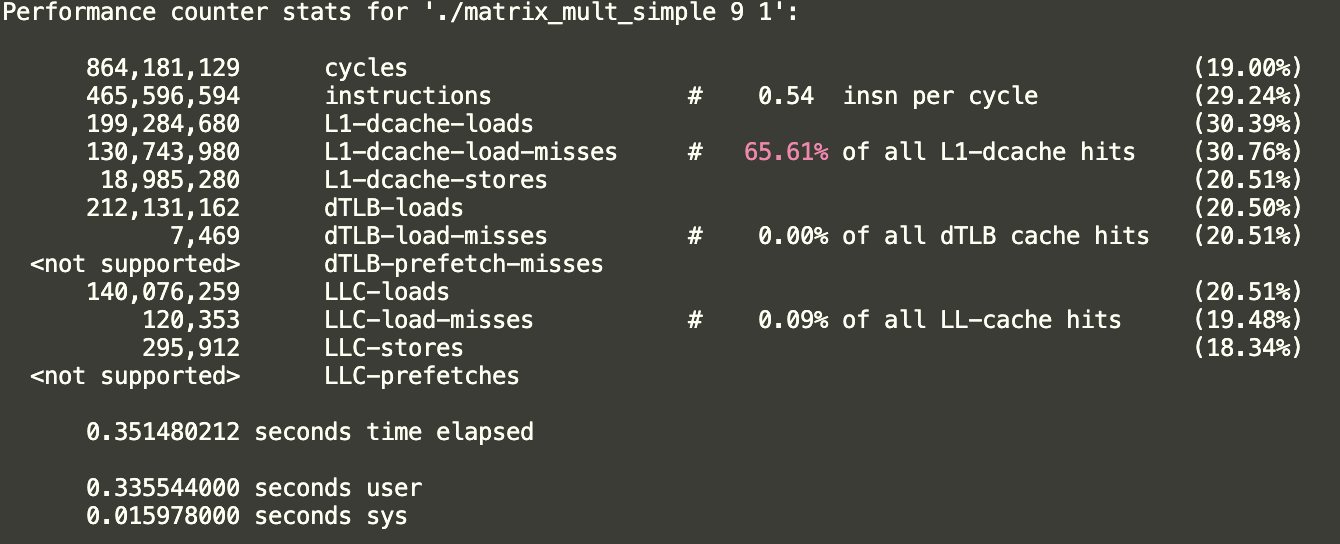 Performance counter stats for './matrix_mult_simple 9 1':
864,181,129 cycles (19.00%)
465,596,594 instructions # 0.54 insn per cycle (29.24%)
199,284,680 L1-dcache-loads (30.39%)
130,743,980 L1-dcache-load-misses # 65.61% of all L1-dcache hits (30.76%)
18,985,280 L1-dcache-stores (20.51%)
212,131,162 dTLB-loads (20.50%)
7,469 dTLB-load-misses # 0.00% of all dTLB cache hits (20.51%)
<not supported> dTLB-prefetch-misses
140,076,259 LLC-loads (20.51%)
120,353 LLC-load-misses # 0.09% of all LL-cache hits (19.48%)
295,912 LLC-stores (18.34%)
<not supported> LLC-prefetches
0.351480212 seconds time elapsed
0.335544000 seconds user
0.015978000 seconds sys